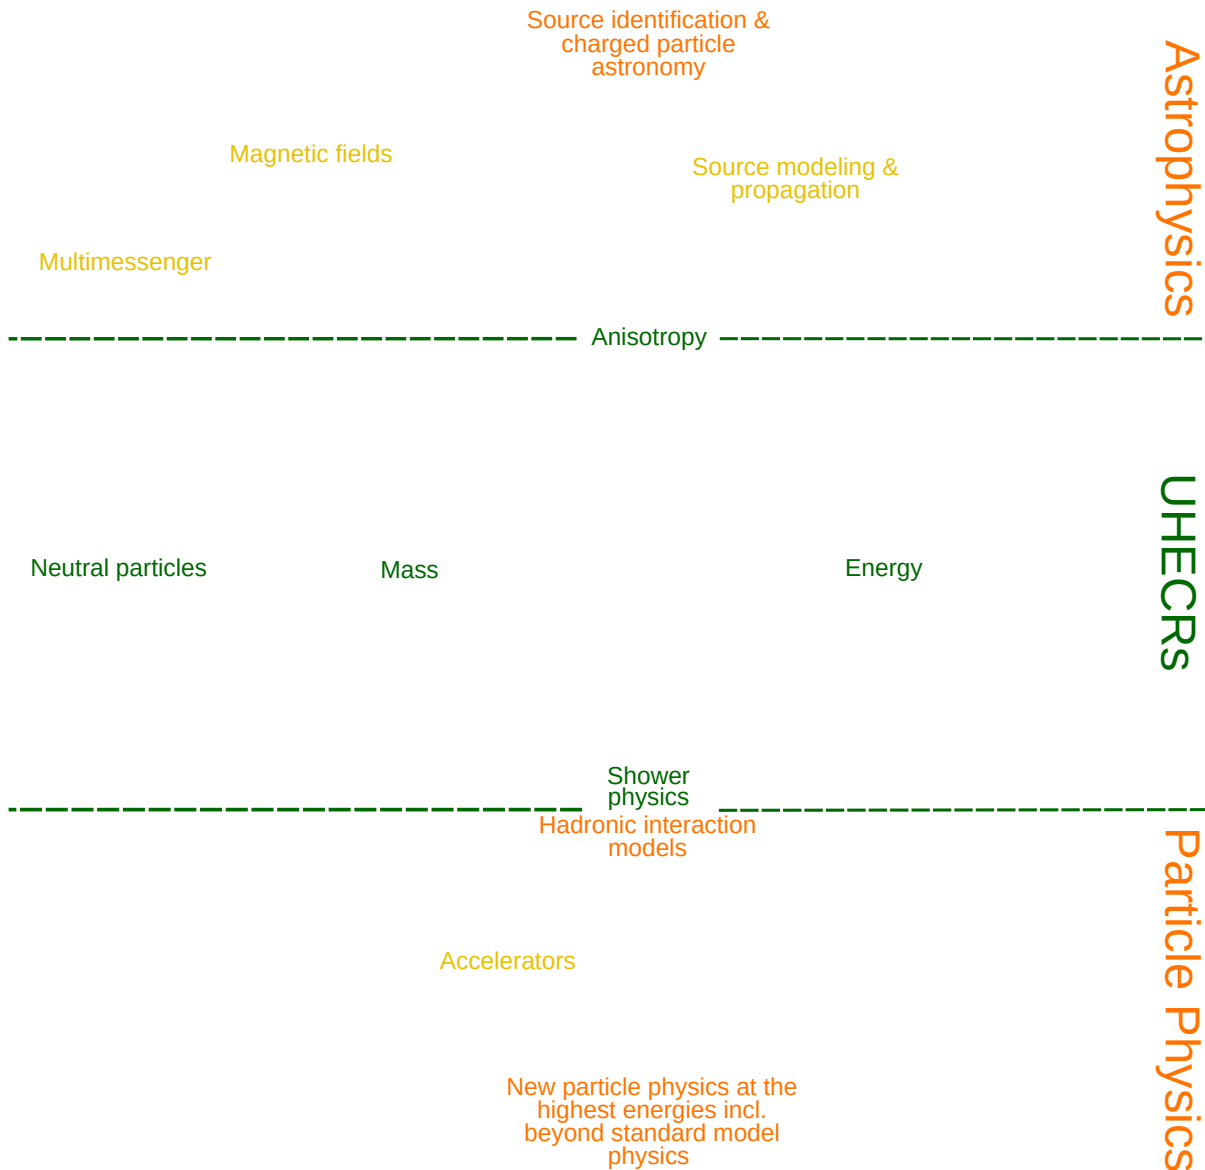 Source identification &
charged particle
astronomy
Astrophysics
Magnetic fields
Source modeling &
propagation
Multimessenger
Anisotropy
UHECRs
Neutral particles
Mass
Energy
Shower
physics
Hadronic interaction
models
Particle Physics
Accelerators
New particle physics at the
highest energies incl.
beyond standard model
physics